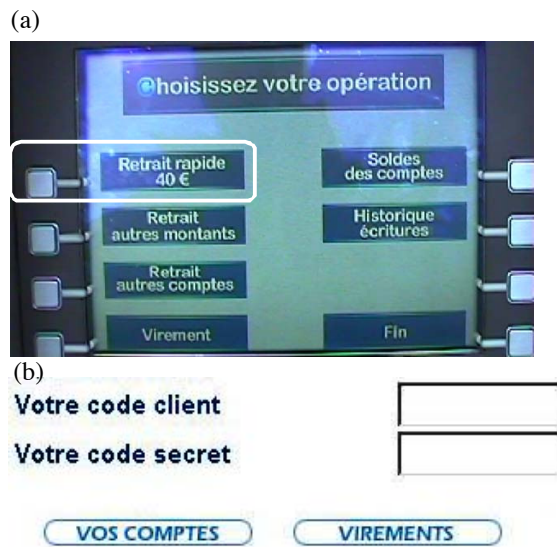 (a)
Choisissez votre opération
Retrait rapide
40 €
Soldes
des comptes
Retrait
autres montants
Historique
écritures
Retrait
autres comptes
Virement
Fin
(b)
Votre code client
Votre code secret
VOS COMPTES
VIREMENTS